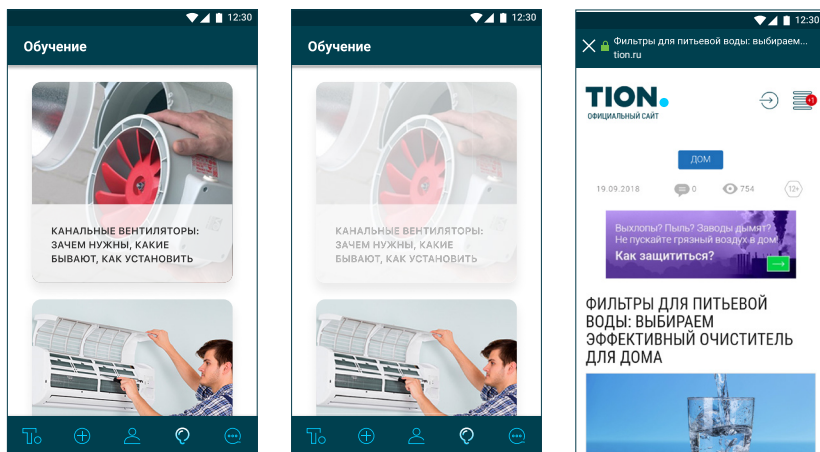 12:30
Обучение
КАНАЛЬНЫЕ ВЕНТИЛЯТОРЫ:
ЗАЧЕМ НУЖНЫ, КАКИЕ
БЫВАЮТ, КАК УСТАНОВИТЬ
12:30
Обучение
КАНАЛЬНЫЕ ВЕНТИЛЯТОРЫ:
ЗАЧЕМ НУЖНЫ, КАКИЕ
БЫВАЮТ, КАК УСТАНОВИТЬ
12:30
Фильтры для питьевой воды: выбираем...
tion.ru
TION.
ОФИЦИАЛЬНЫЙ САЙТ
+1
ДОМ
19.09.2018 0 754 12+
Выхлопы? Пыль? Заводы дымят?
Не пускайте грязный воздух в дом!
Как защититься?
ФИЛЬТРЫ ДЛЯ ПИТЬЕВОЙ
ВОДЫ: ВЫБИРАЕМ
ЭФФЕКТИВНЫЙ ОЧИСТИТЕЛЬ
ДЛЯ ДОМА